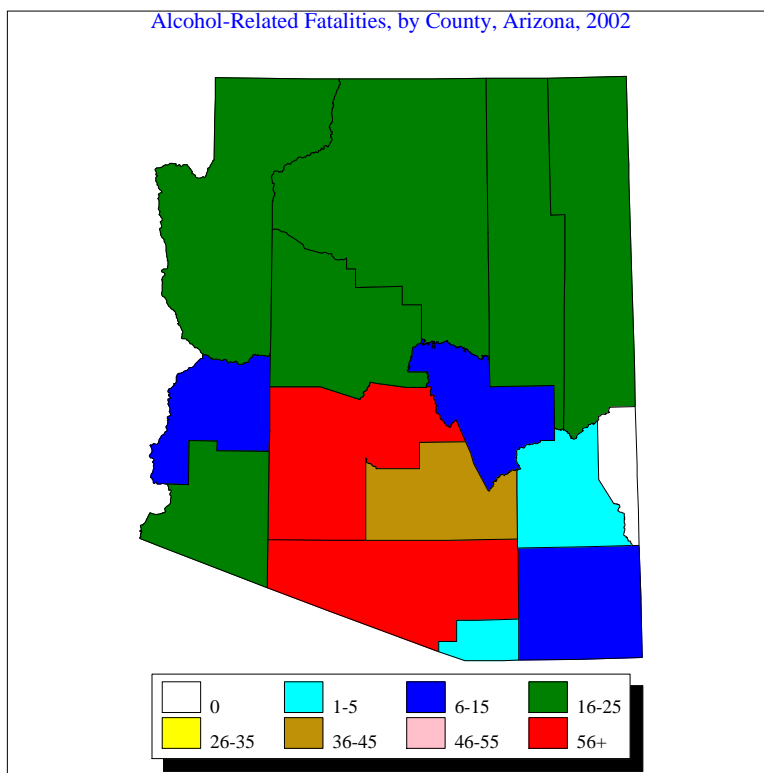 Alcohol-Related Fatalities, by County, Arizona, 2002
0 1-5 6-15 16-25
26-35 36-45 46-55 56+